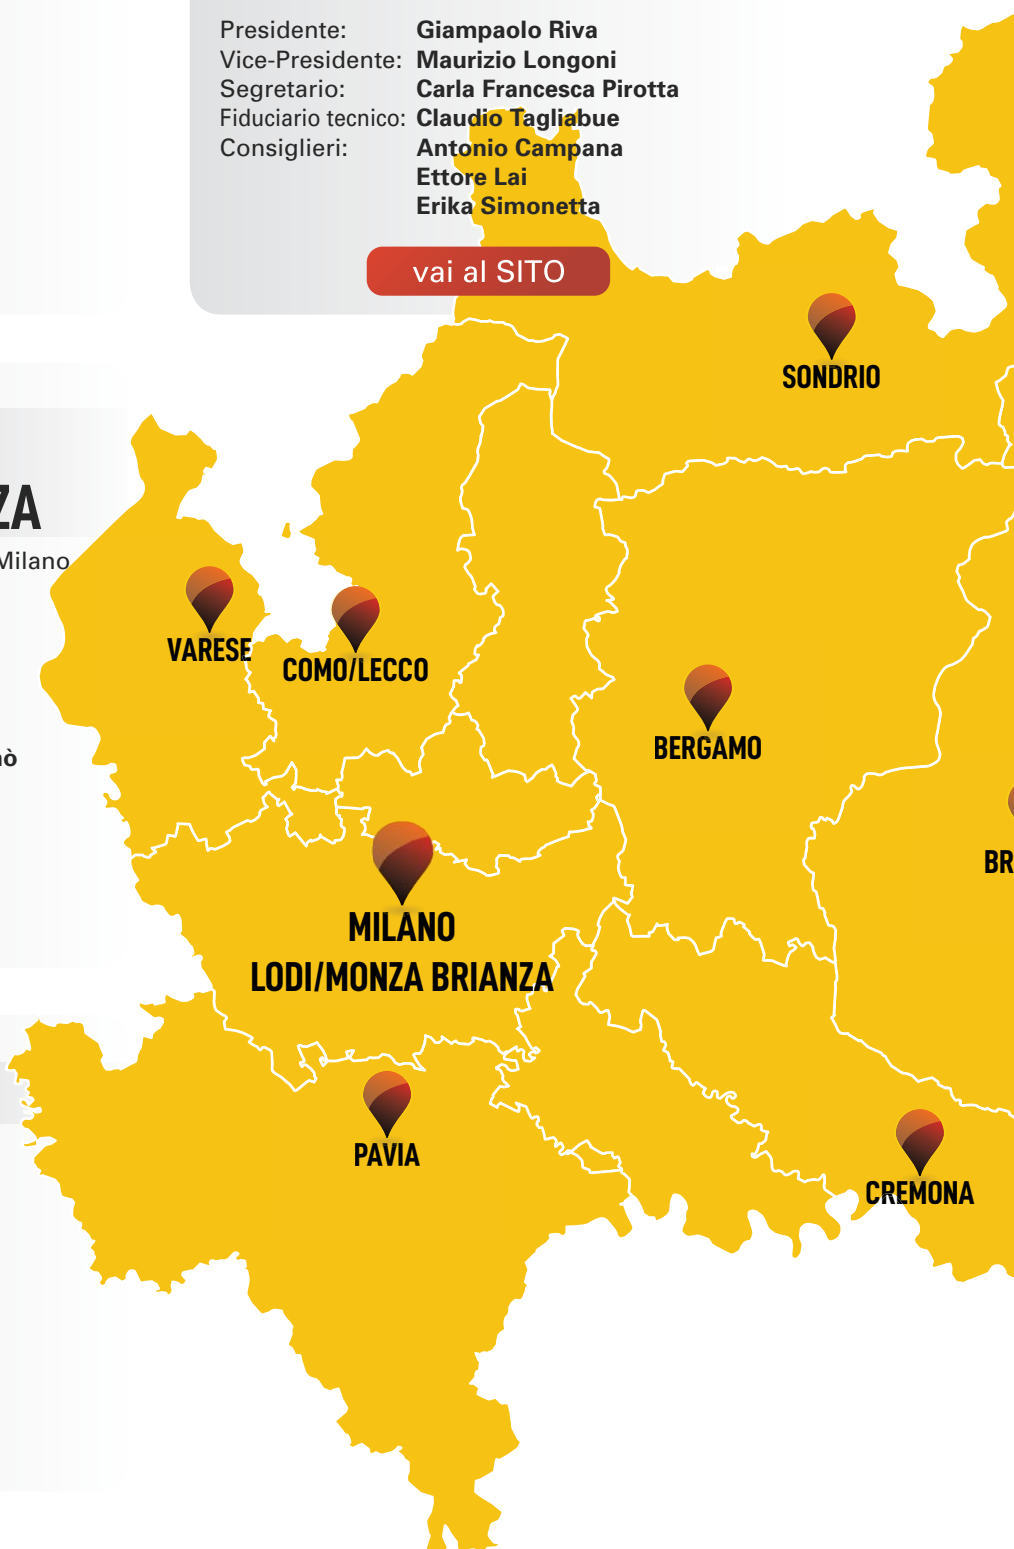 Presidente: Giampaolo Riva
Vice-Presidente: Maurizio Longoni
Segretario: Carla Francesca Pirotta
Fiduciario tecnico: Claudio Tagliabue
Consiglieri: Antonio Campana
Ettore Lai
Erika Simonetta
vai al SITO
SONDRIO
ZA
Milano
VARESE
COMO/LECCO
BERGAMO
nò
BR
MILANO
LODI/MONZA BRIANZA
PAVIA
CREMONA